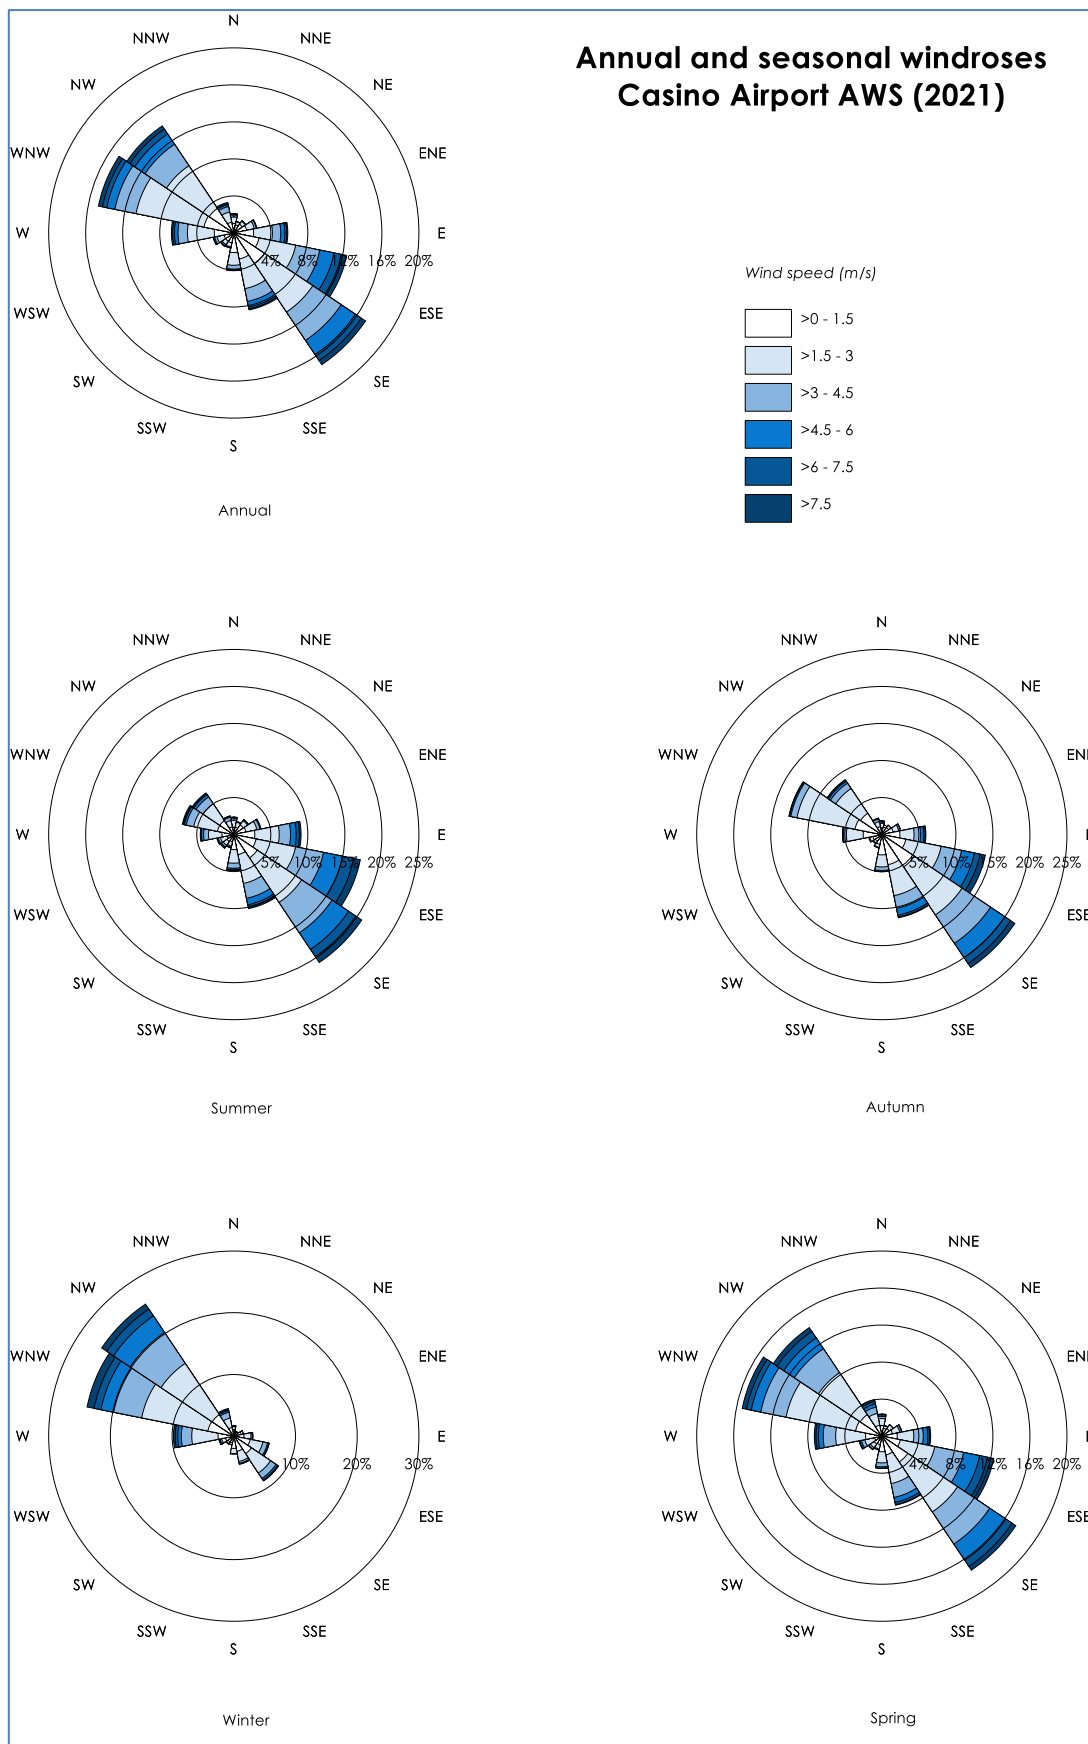 Annual and seasonal windroses
Casino Airport AWS (2021)
N
NNW NNE
NW NE
WNW ENE
W E
4% 8% 12% 16% 20%
WSW ESE
SW SE
SSW SSE
S
Annual
Wind speed (m/s)
>0 - 1.5
>1.5 - 3
>3 - 4.5
>4.5 - 6
>6 - 7.5
>7.5
N
NNW NNE
NW NE
WNW ENE
W E
5% 10% 15% 20% 25%
WSW ESE
SW SE
SSW SSE
S
Summer
N
NNW NNE
NW NE
WNW ENE
W E
5% 10% 15% 20% 25%
WSW ESE
SW SE
SSW SSE
S
Autumn
N
NNW NNE
NW NE
WNW ENE
W E
10% 20% 30%
WSW ESE
SW SE
SSW SSE
S
Winter
N
NNW NNE
NW NE
WNW ENE
W E
4% 8% 12% 16% 20%
WSW ESE
SW SE
SSW SSE
S
Spring